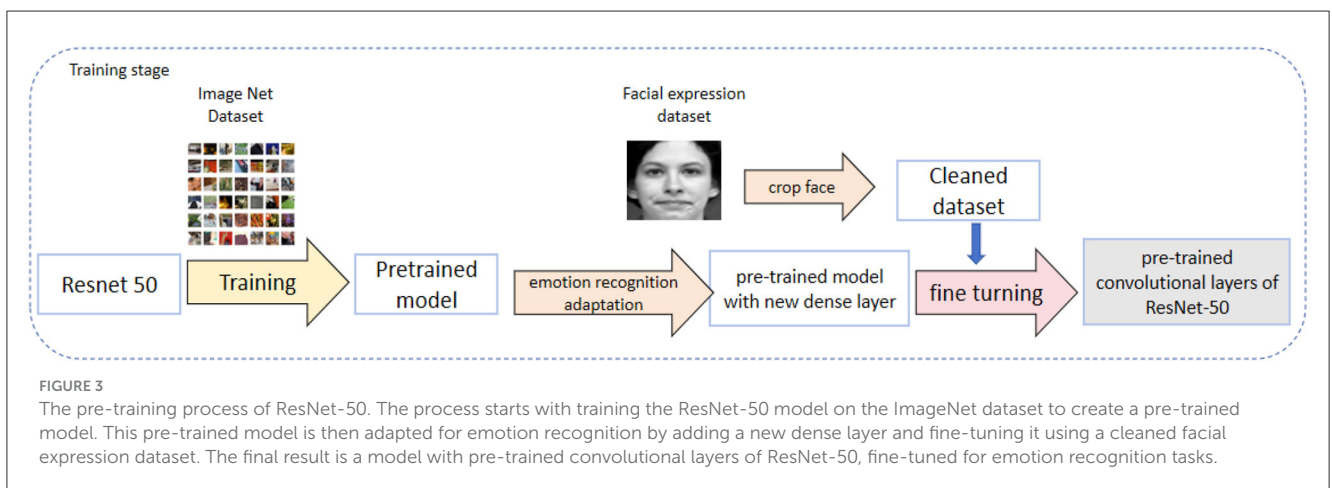 Training stage
Image Net
Dataset
Facial expression
dataset
crop face
Cleaned
dataset
Resnet 50
Training
Pretrained
model
emotion recognition
adaptation
pre-trained model
with new dense layer
fine turning
pre-trained
convolutional layers of
ResNet-50
FIGURE 3
The pre-training process of ResNet-50. The process starts with training the ResNet-50 model on the ImageNet dataset to create a pre-trained
model. This pre-trained model is then adapted for emotion recognition by adding a new dense layer and fine-tuning it using a cleaned facial
expression dataset. The final result is a model with pre-trained convolutional layers of ResNet-50, fine-tuned for emotion recognition tasks.